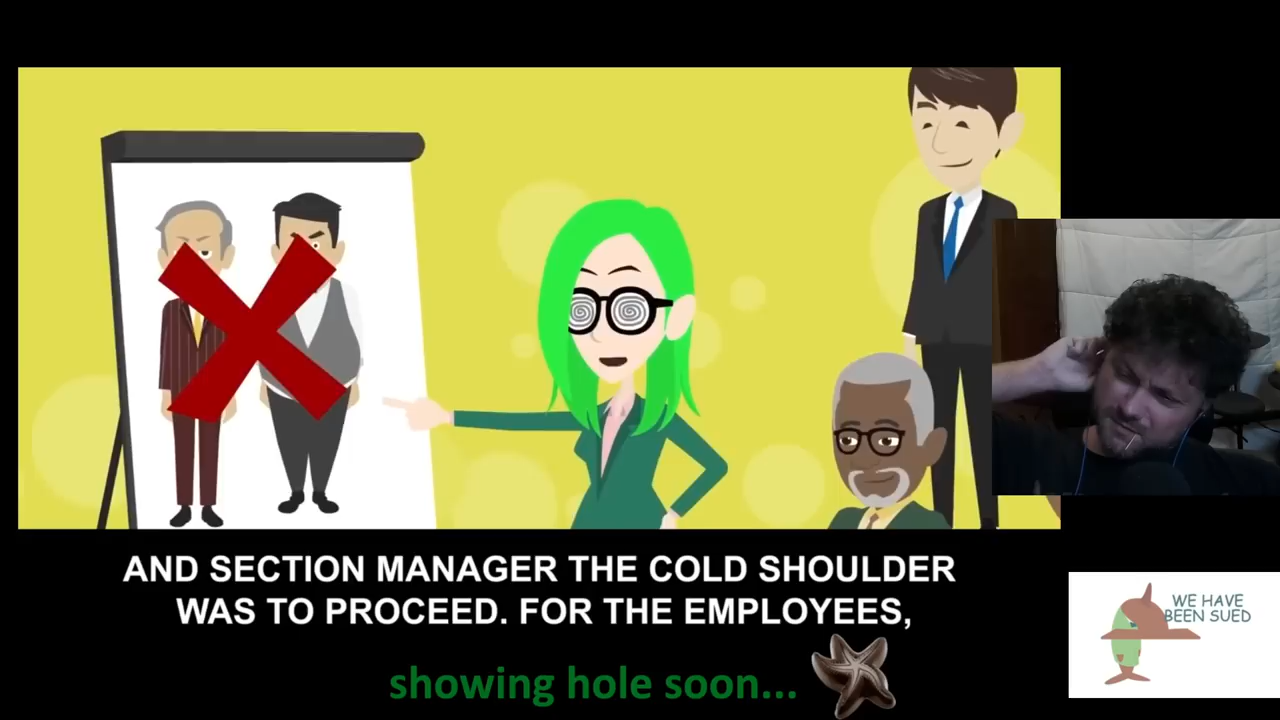 AND SECTION MANAGER THE COLD SHOULDER
WAS TO PROCEED. FOR THE EMPLOYEES,
showing hole soon...
WE HAVE
BEEN SUED